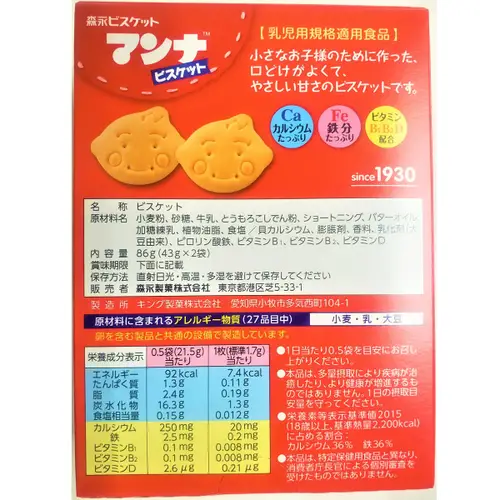 森永ビスケット
マンナ™
ビスケット
【乳児用規格適用食品】
小さなお子様のために作った、
口どけがよくて、
やさしい甘さのビスケットです。
Ca
カルシウム
たっぷり
Fe
鉄分
たっぷり
ビタミン
B₁B₂D
配合
since1930
名称 ビスケット
原材料名 小麦粉、砂糖、牛乳、とうもろこしでん粉、ショートニング、バターオイル、
加糖練乳、植物油脂、食塩／貝カルシウム、膨脹剤、香料、乳化剤(大
豆由来)、ピロリン酸鉄、ビタミンB₁、ビタミンB₂、ビタミンD
内容量 86g(43g×2袋)
賞味期限 下面に記載
保存方法 直射日光・高温・多湿を避けて保存してください
販売者 森永製菓株式会社 東京都港区芝5-33-1
製造所 キング製菓株式会社 愛知県小牧市多気西町104-1
原材料に含まれるアレルギー物質(27品目中) 小麦・乳・大豆
卵を含む製品と共通の設備で製造しています。
栄養成分表示 0.5袋(21.5g)当たり 1枚(標準1.7g)当たり
エネルギー 92kcal 7.4kcal
たんぱく質 1.3g 0.11g
脂質 2.4g 0.19g
炭水化物 16.3g 1.3g
食塩相当量 0.15g 0.012g
カルシウム 250mg 20mg
鉄 2.5mg 0.2mg
ビタミンB₁ 0.1mg 0.008mg
ビタミンB₂ 0.1mg 0.008mg
ビタミンD 2.6μg 0.21μg
●1日当たり0.5袋を目安にお召し
上がりください。
●本品は、多量摂取により疾病が治
癒したり、より健康が増進するもの
ではありません。1日の摂取目
安量を守ってください。
●栄養素等表示基準値2015
(18歳以上、基準熱量2,200kcal)
に占める割合:
カルシウム36% 鉄36%
●本品は、特定保健用食品と異なり、
消費者庁長官による個別審査を受
けたものではありません。